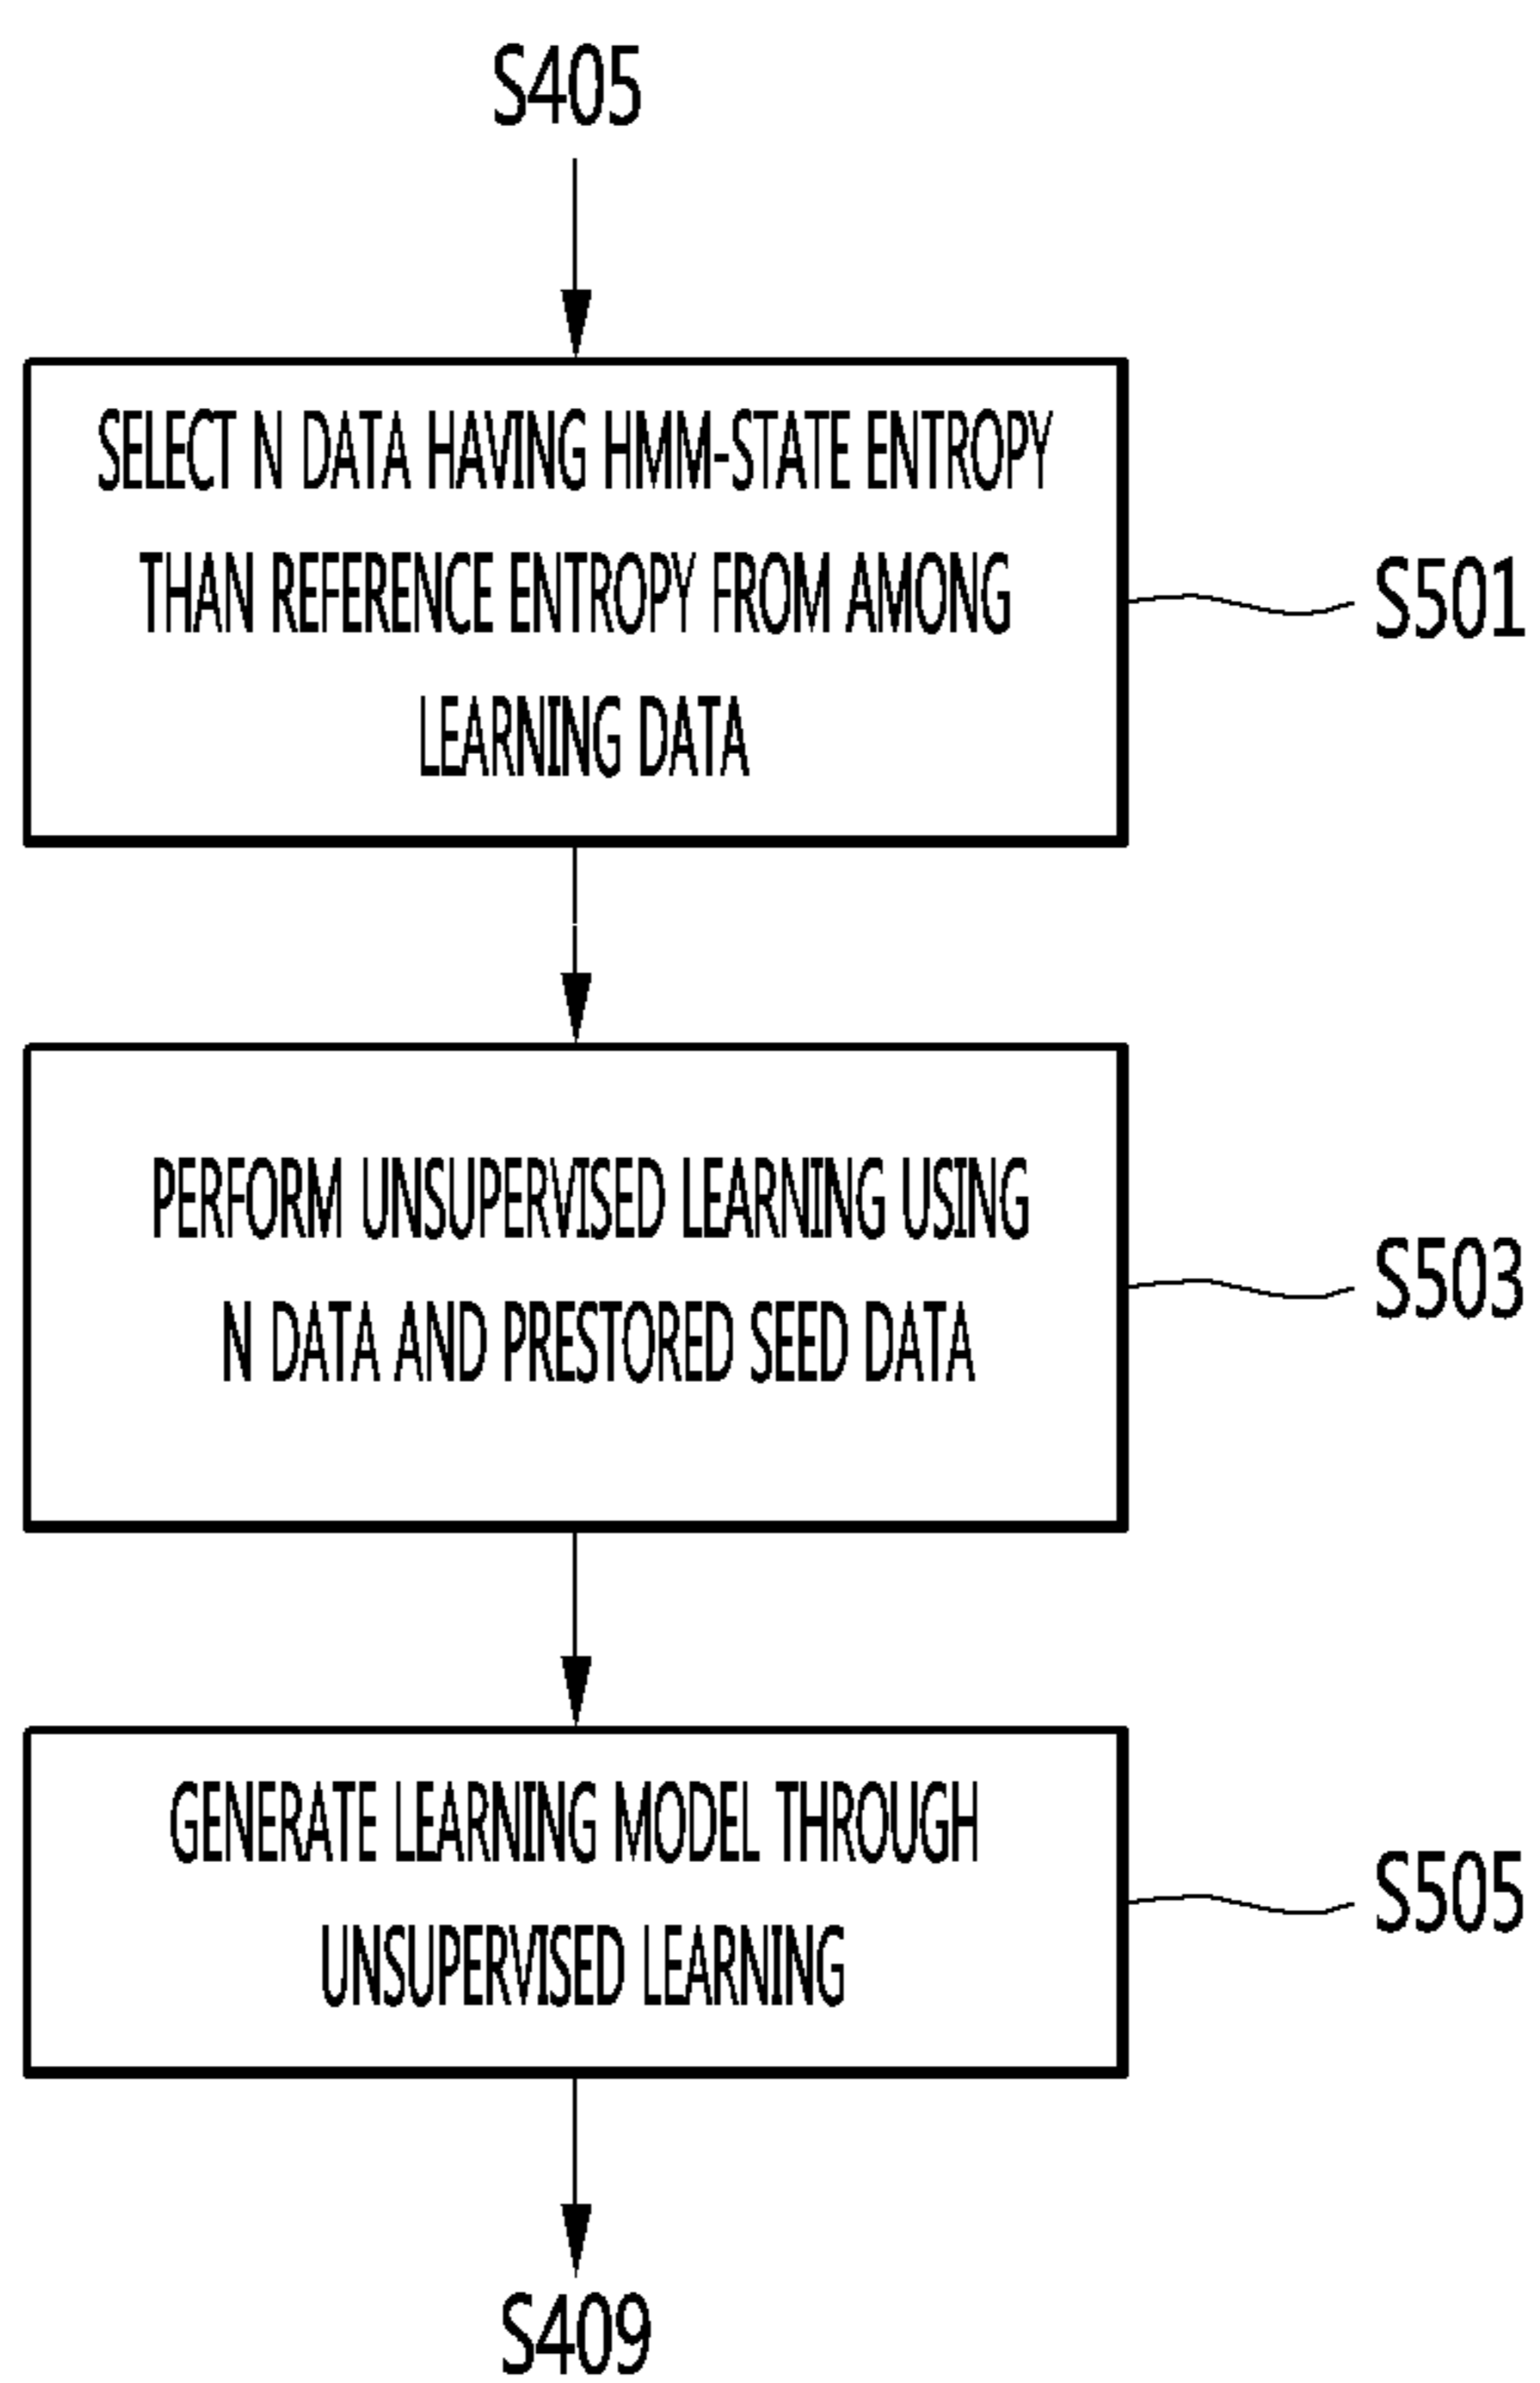 S405
SELECT N DATA HAVING HMM-STATE ENTROPY
THAN REFERENCE ENTROPY FROM AMONG
LEARNING DATA
S501
PERFORM UNSUPERVISED LEARNING USING
N DATA AND PRESTORED SEED DATA
S503
GENERATE LEARNING MODEL THROUGH
UNSUPERVISED LEARNING
S505
S409